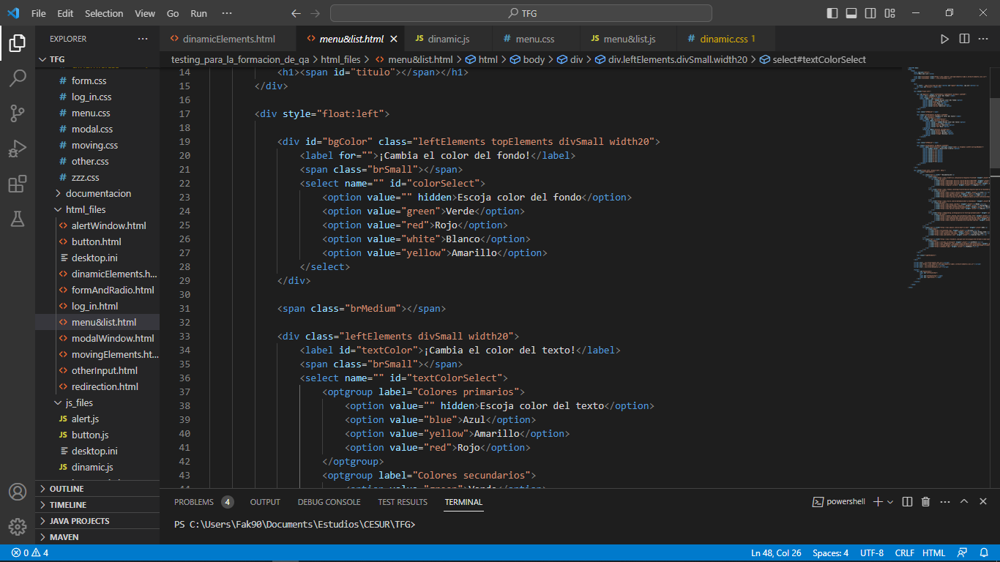 File Edit Selection View Go Run ··· TFG
EXPLORER ···
dinamicElements.html menu&list.html JS dinamic.js # menu.css JS menu&list.js # dinamic.css 1
TFG
testing_para_la_formacion_de_qa > html_files > menu&list.html > html > body > div > div.leftElements.divSmall.width20 > select#textColorSelect
# form.css
# log_in.css
# menu.css
# modal.css
# moving.css
# other.css
# zzz.css
documentacion
html_files
alertWindow.html
button.html
desktop.ini
dinamicElements.h...
formAndRadio.html
log_in.html
menu&list.html
modalWindow.html
movingElements.ht...
otherInput.html
redirection.html
js_files
JS alert.js
JS button.js
desktop.ini
JS dinamic.js
OUTLINE
TIMELINE
JAVA PROJECTS
MAVEN
14 <h1><span id="titulo"></span></h1>
15 </div>
16
17 <div style="float:left">
18
19 <div id="bgColor" class="leftElements topElements divSmall width20">
20 <label for="">¡Cambia el color del fondo!</label>
21 <span class="brSmall"></span>
22 <select name="" id="colorSelect">
23 <option value="" hidden>Escoja color del fondo</option>
24 <option value="green">Verde</option>
25 <option value="red">Rojo</option>
26 <option value="white">Blanco</option>
27 <option value="yellow">Amarillo</option>
28 </select>
29 </div>
30
31 <span class="brMedium"></span>
32
33 <div class="leftElements divSmall width20">
34 <label id="textColor">¡Cambia el color del texto!</label>
35 <span class="brSmall"></span>
36 <select name="" id="textColorSelect">
37 <optgroup label="Colores primarios">
38 <option value="" hidden>Escoja color del texto</option>
39 <option value="blue">Azul</option>
40 <option value="yellow">Amarillo</option>
41 <option value="red">Rojo</option>
42 </optgroup>
43 <optgroup label="Colores secundarios">
44 <option value="green">Verde</option>
PROBLEMS 4 OUTPUT DEBUG CONSOLE TEST RESULTS TERMINAL powershell
PS C:\Users\Fak90\Documents\Estudios\CESUR\TFG>
0 4 Ln 48, Col 26 Spaces: 4 UTF-8 CRLF HTML